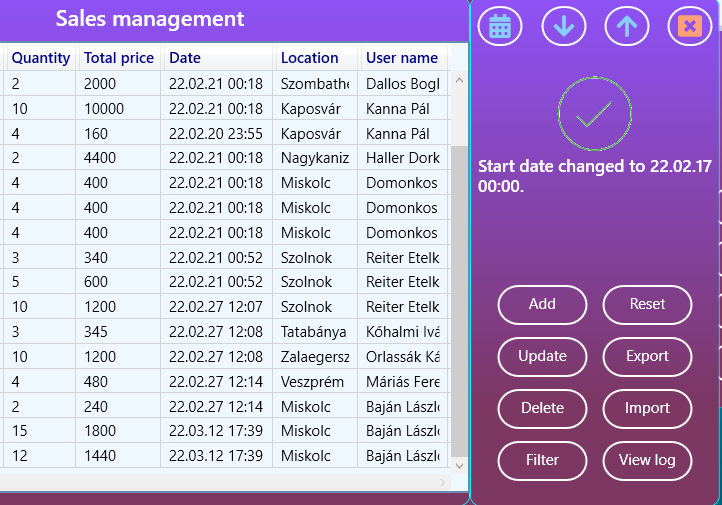 Sales management
Quantity Total price Date Location User name
2 2000 22.02.21 00:18 Szombathe Dallos Bogl
10 10000 22.02.21 00:18 Kaposvár Kanna Pál
4 160 22.02.20 23:55 Kaposvár Kanna Pál
2 4400 22.02.21 00:18 Nagykaniz Haller Dork
4 400 22.02.21 00:18 Miskolc Domonkos
4 400 22.02.21 00:18 Miskolc Domonkos
4 400 22.02.21 00:18 Miskolc Domonkos
3 340 22.02.21 00:52 Szolnok Reiter Etelk
5 600 22.02.21 00:52 Szolnok Reiter Etelk
10 1200 22.02.27 12:07 Szolnok Reiter Etelk
3 345 22.02.27 12:08 Tatabánya Kőhalmi Ivá
10 1200 22.02.27 12:08 Zalaegersz Orlassák Ká
4 480 22.02.27 12:14 Veszprém Máriás Fere
2 240 22.02.27 12:14 Miskolc Baján Lászl
15 1800 22.03.12 17:39 Miskolc Baján Lászl
12 1440 22.03.12 17:39 Miskolc Baján Lászl
Start date changed to 22.02.17
00:00.
Add Reset
Update Export
Delete Import
Filter View log